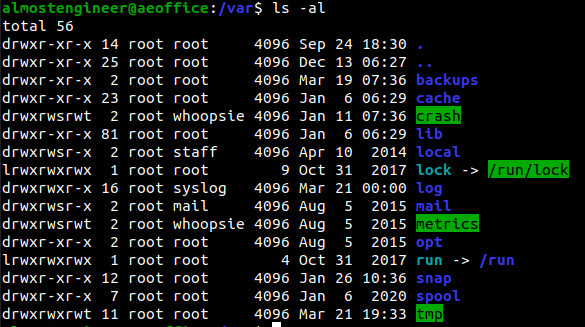 almostengineer@aeoffice:/var$ ls -al
total 56
drwxr-xr-x 14 root root     4096 Sep 24 18:30 .
drwxr-xr-x 25 root root     4096 Dec 13 06:27 ..
drwxr-xr-x  2 root root     4096 Mar 19 07:36 backups
drwxr-xr-x 23 root root     4096 Jan  6 06:29 cache
drwxrwsrwt  2 root whoopsie 4096 Jan 11 07:36 crash
drwxr-xr-x 81 root root     4096 Jan  6 06:29 lib
drwxrwsr-x  2 root staff    4096 Apr 10  2014 local
lrwxrwxrwx  1 root root        9 Oct 31  2017 lock -> /run/lock
drwxrwxr-x 16 root syslog   4096 Mar 21 00:00 log
drwxrwsr-x  2 root mail     4096 Aug  5  2015 mail
drwxrwsrwt  2 root whoopsie 4096 Aug  5  2015 metrics
drwxr-xr-x  2 root root     4096 Aug  5  2015 opt
lrwxrwxrwx  1 root root        4 Oct 31  2017 run -> /run
drwxr-xr-x 12 root root     4096 Jan 26 10:36 snap
drwxr-xr-x  7 root root     4096 Jan  6  2020 spool
drwxrwxrwt 11 root root     4096 Mar 21 19:33 tmp